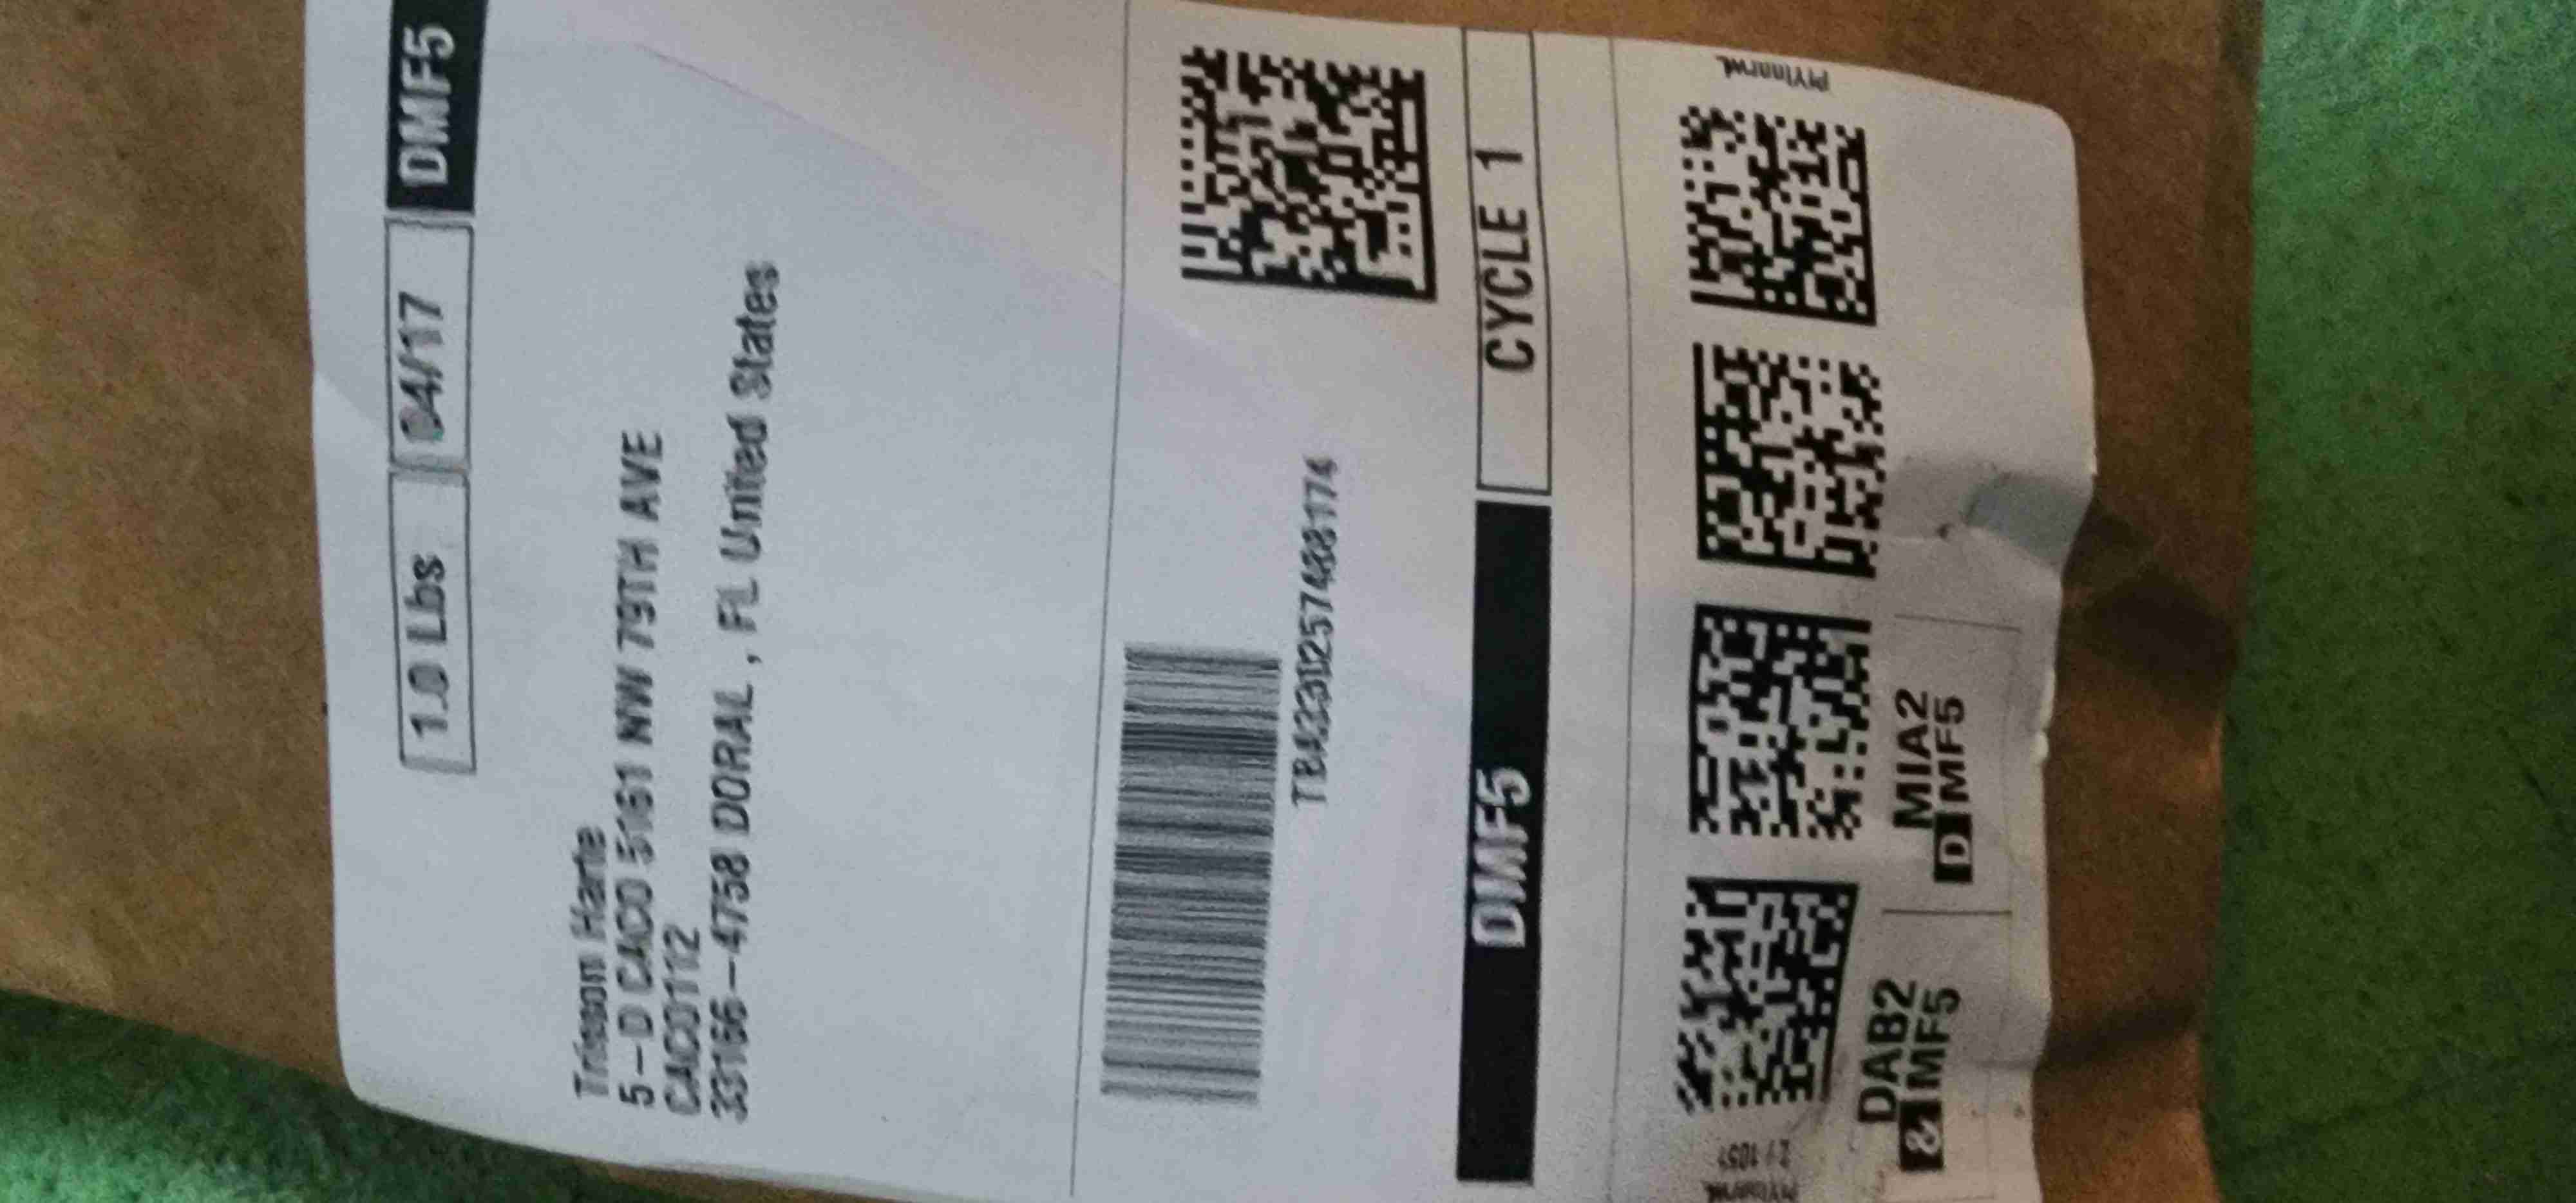 1.0 Lbs 04/17 DMF5
Trisson Harte
5-D CACO 5161 NW 79TH AVE
CACO112
33166-4758 DORAL , FL United States
DMF5 CYCLE 1
DAB2
& MF5
MIA2
D MF5